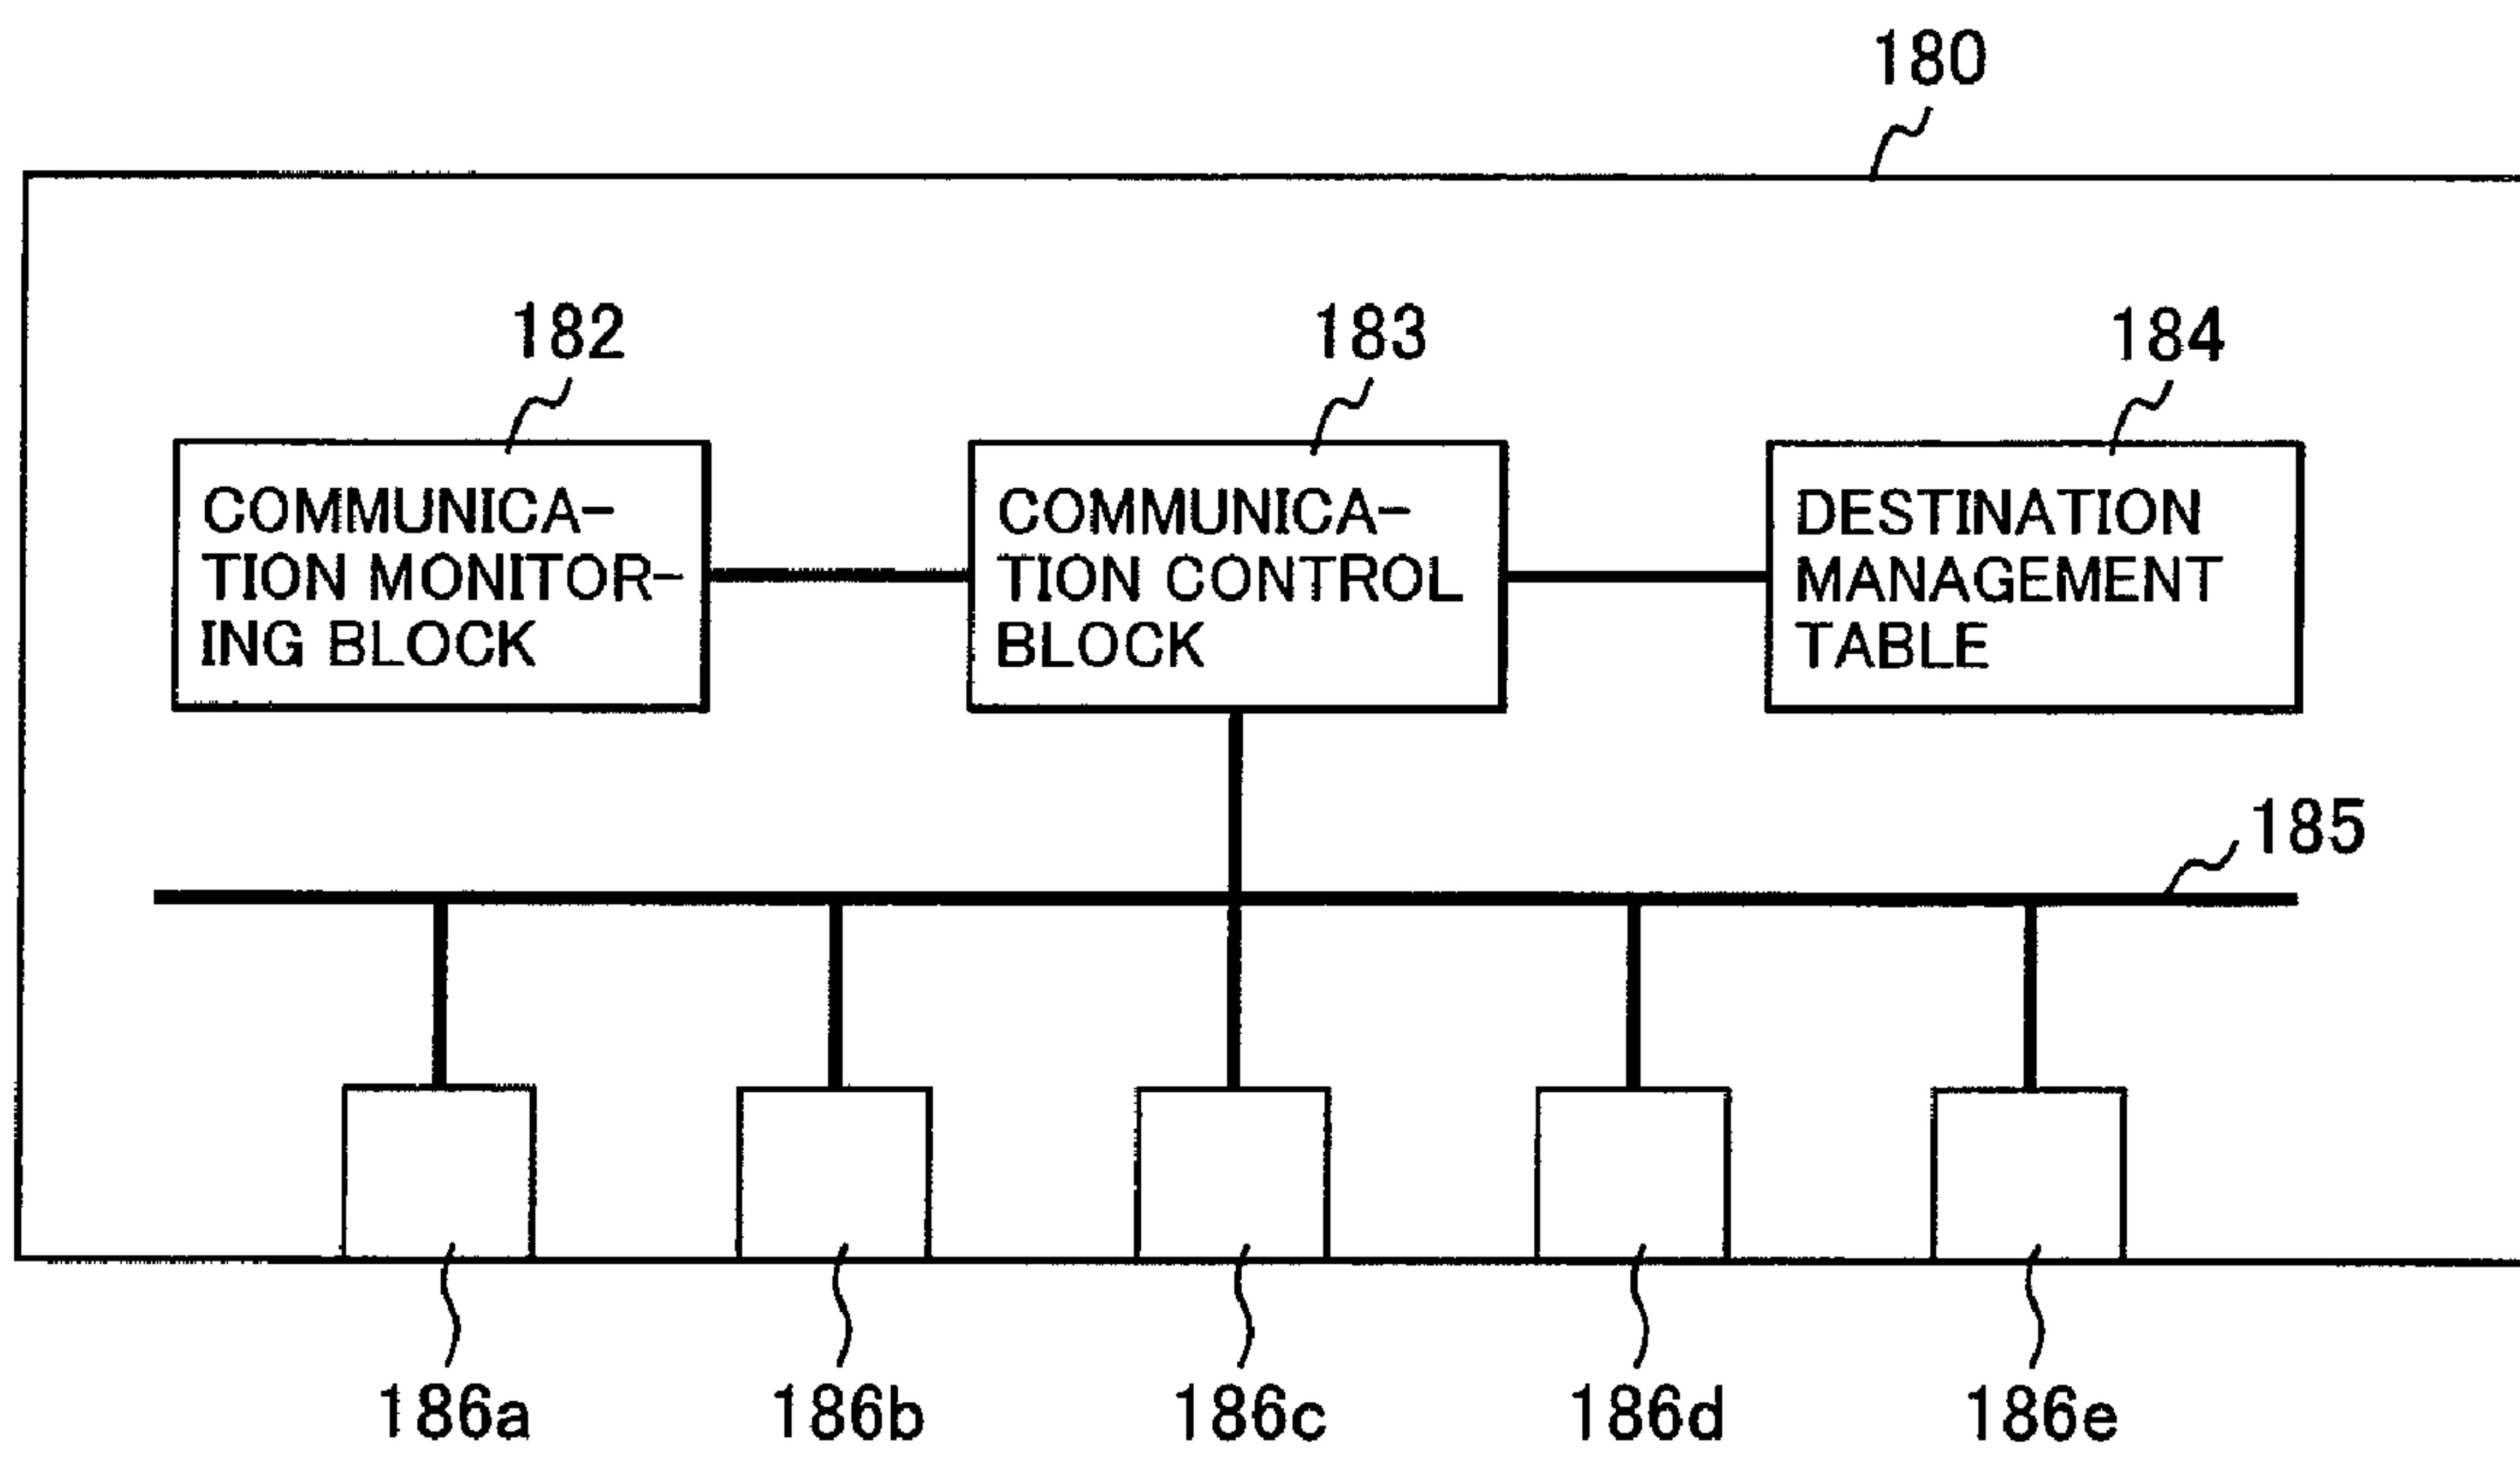 180
182
183
184
COMMUNICA-
TION MONITOR-
ING BLOCK
COMMUNICA-
TION CONTROL
BLOCK
DESTINATION
MANAGEMENT
TABLE
185
186a
186b
186c
186d
186e